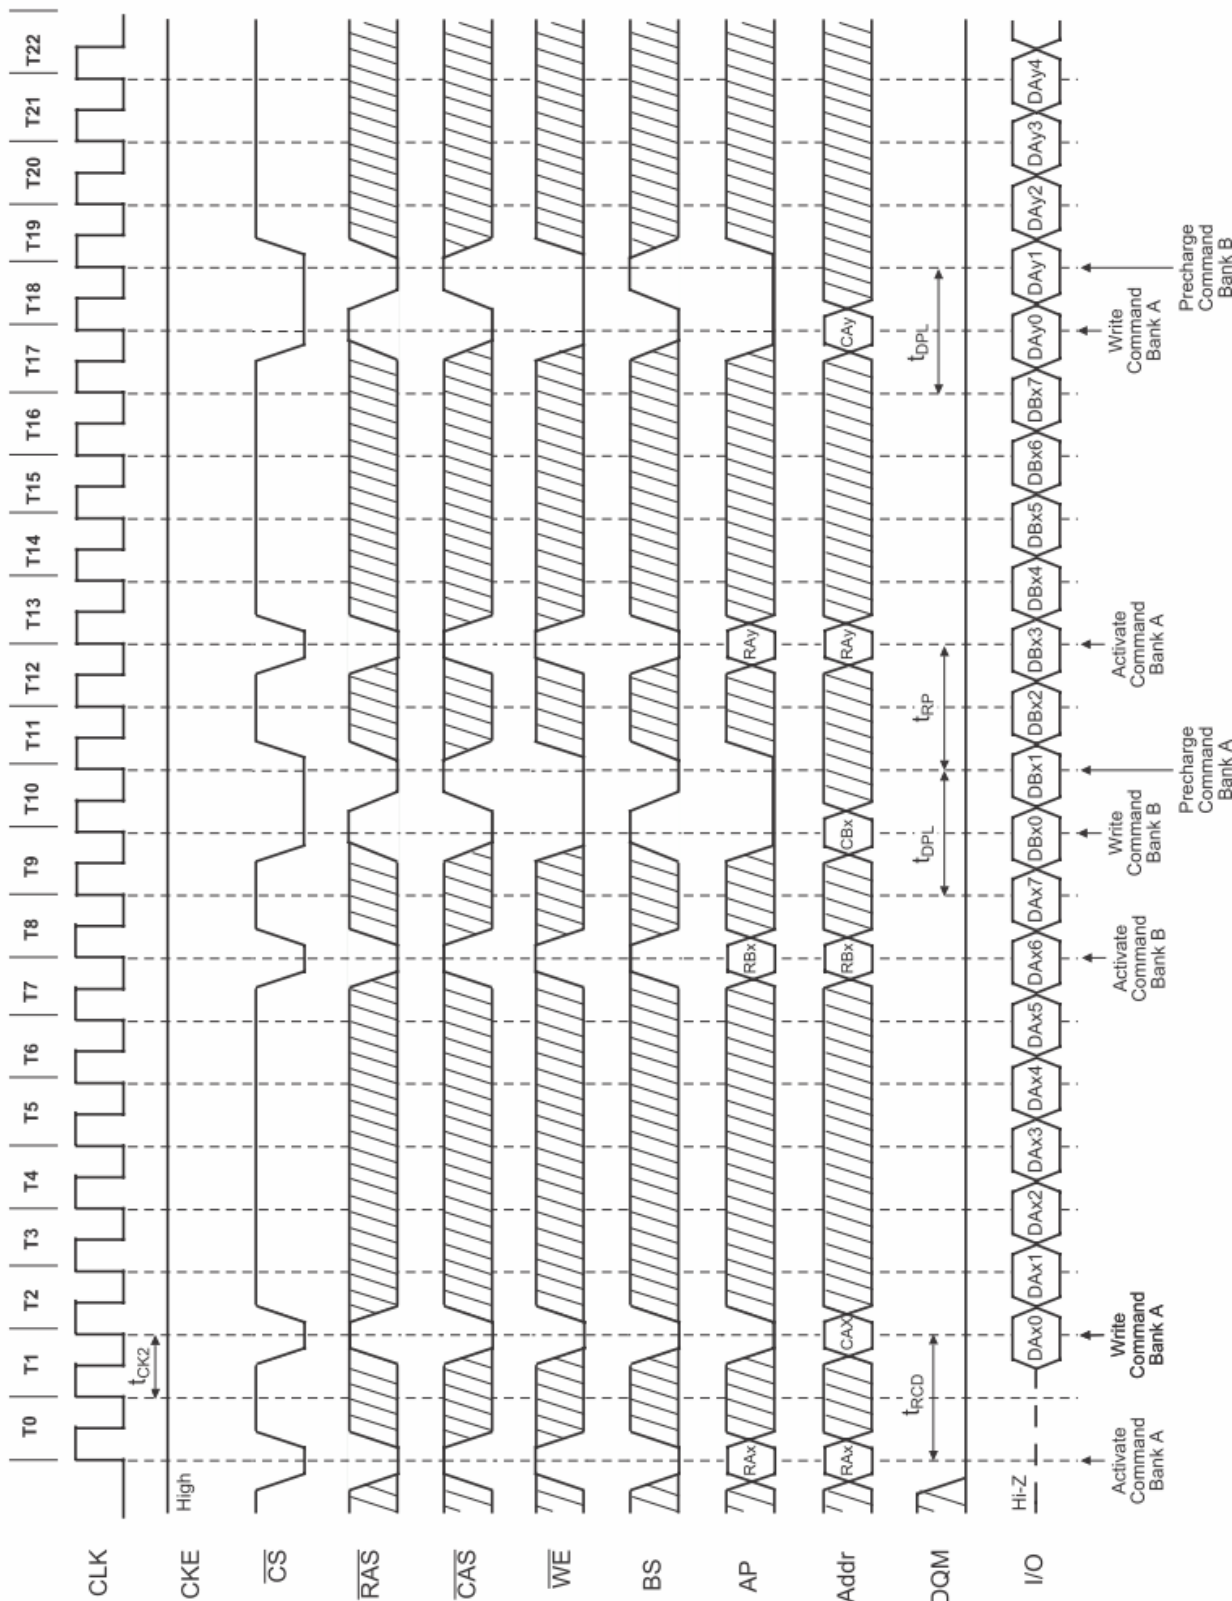 T0 T1 T2 T3 T4 T5 T6 T7 T8 T9 T10 T11 T12 T13 T14 T15 T16 T17 T18 T19 T20 T21 T22
CLK
tCK2
CKE
High
CS
RAS
CAS
WE
BS
AP
RAx RBx RAy
Addr
RAx CAX RBx CBx RAy CAy
DQM
tRCD tDPL tRP tDPL
I/O
Hi-Z
DAx0 DAx1 DAx2 DAx3 DAx4 DAx5 DAx6 DAx7 DBx0 DBx1 DBx2 DBx3 DBx4 DBx5 DBx6 DBx7 DAy0 DAy1 DAy2 DAy3 DAy4
Activate
Command
Bank A
Write
Command
Bank A
Activate
Command
Bank B
Write
Command
Bank B
Precharge
Command
Bank A
Activate
Command
Bank A
Write
Command
Bank A
Precharge
Command
Bank B